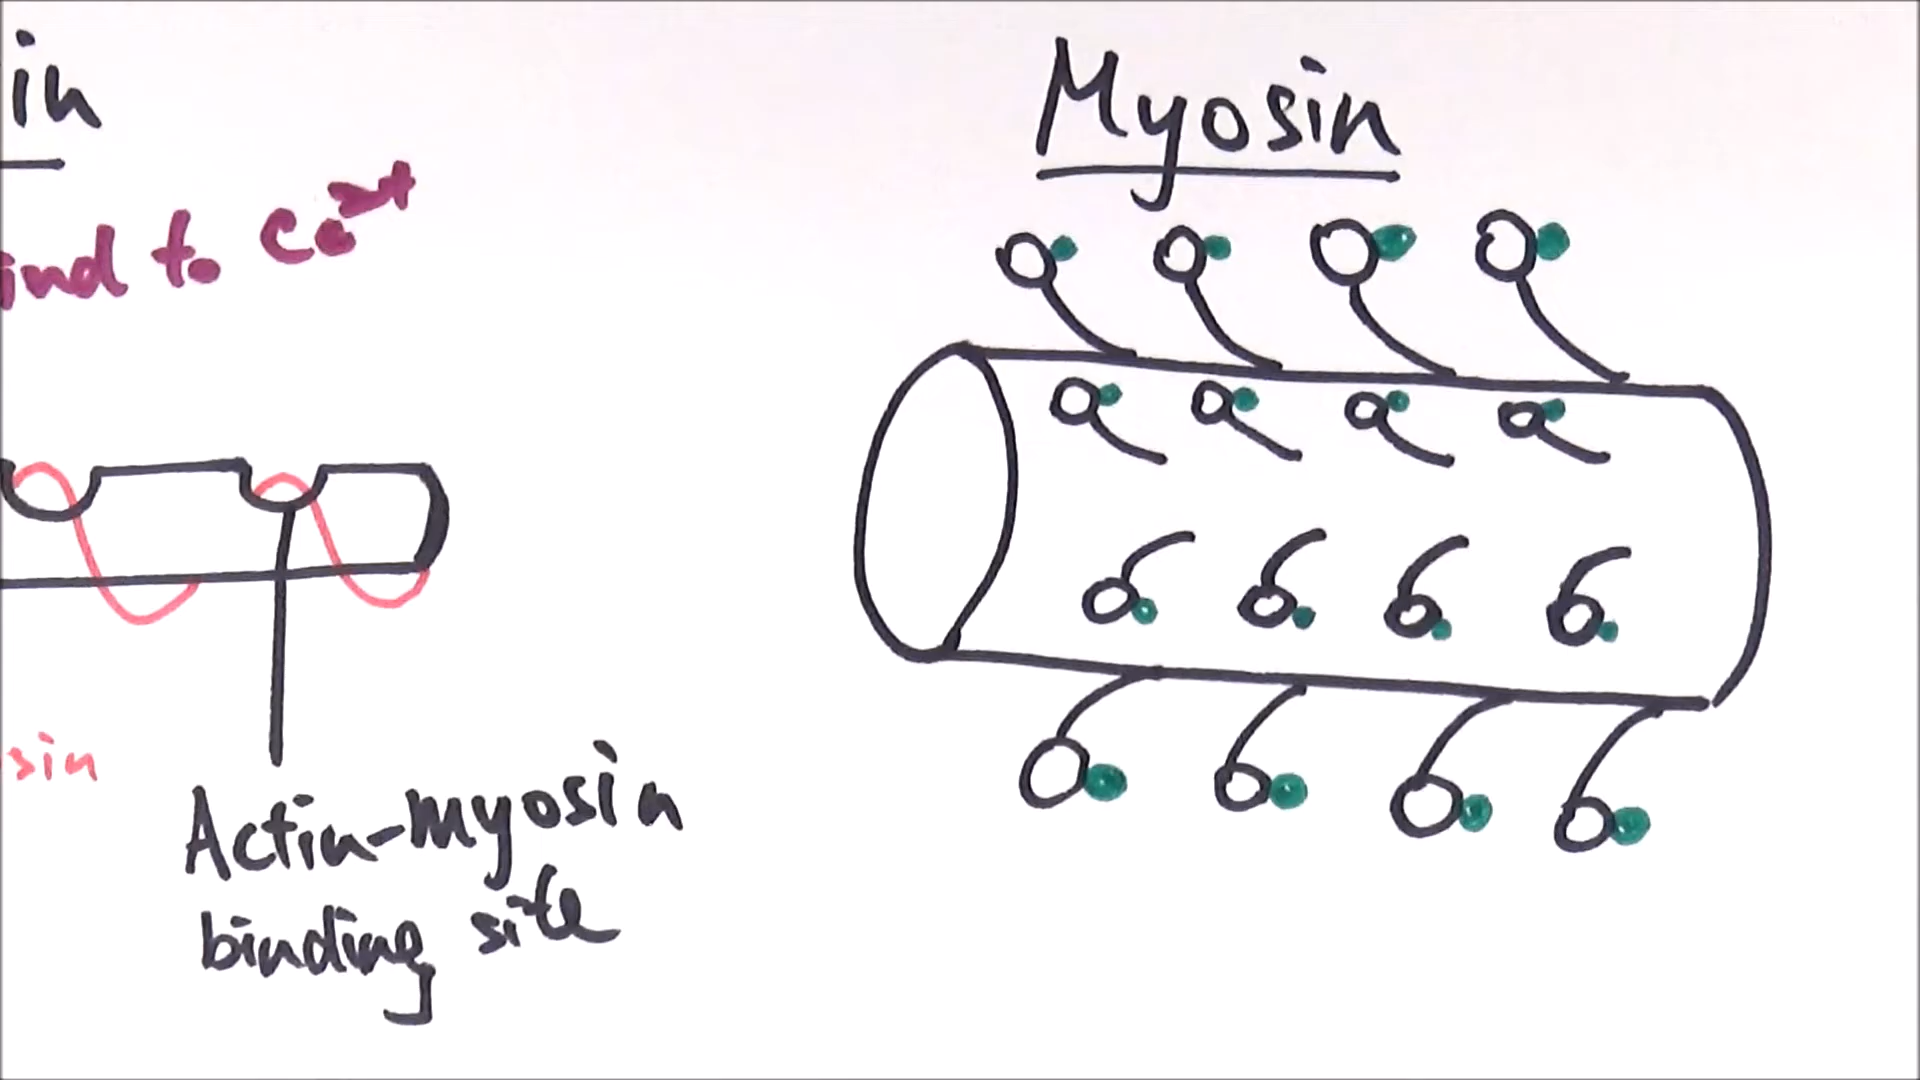 in
ind to Ca2+
sin
Actin-myosin
binding site
Myosin